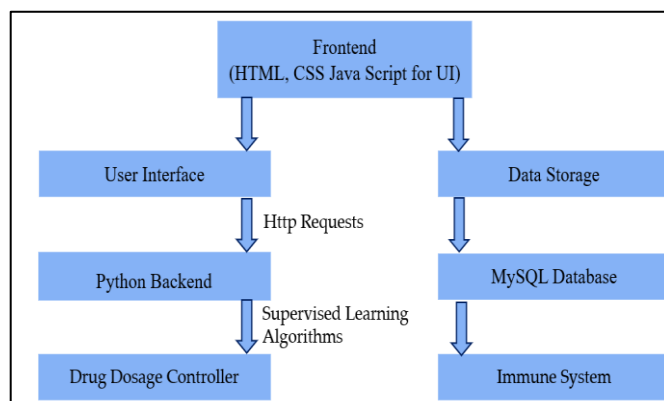 Frontend
(HTML, CSS Java Script for UI)
User Interface
Data Storage
Http Requests
Python Backend
MySQL Database
Supervised Learning
Algorithms
Drug Dosage Controller
Immune System